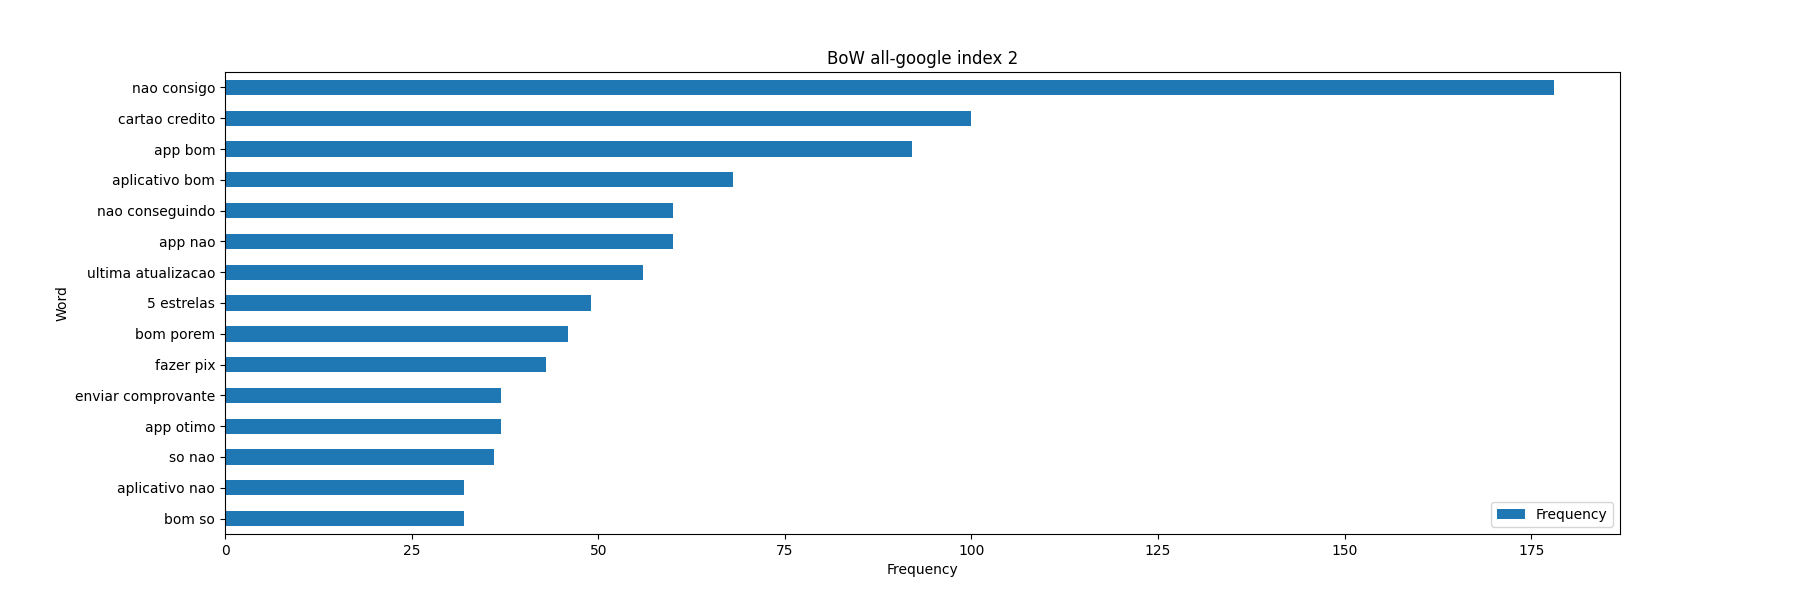 BoW all-google index 2
nao consigo
cartao credito
app bom
aplicativo bom
nao conseguindo
app nao
ultima atualizacao
5 estrelas
bom porem
fazer pix
enviar comprovante
app otimo
so nao
aplicativo nao
bom so
Word
Frequency
0 25 50 75 100 125 150 175
Frequency